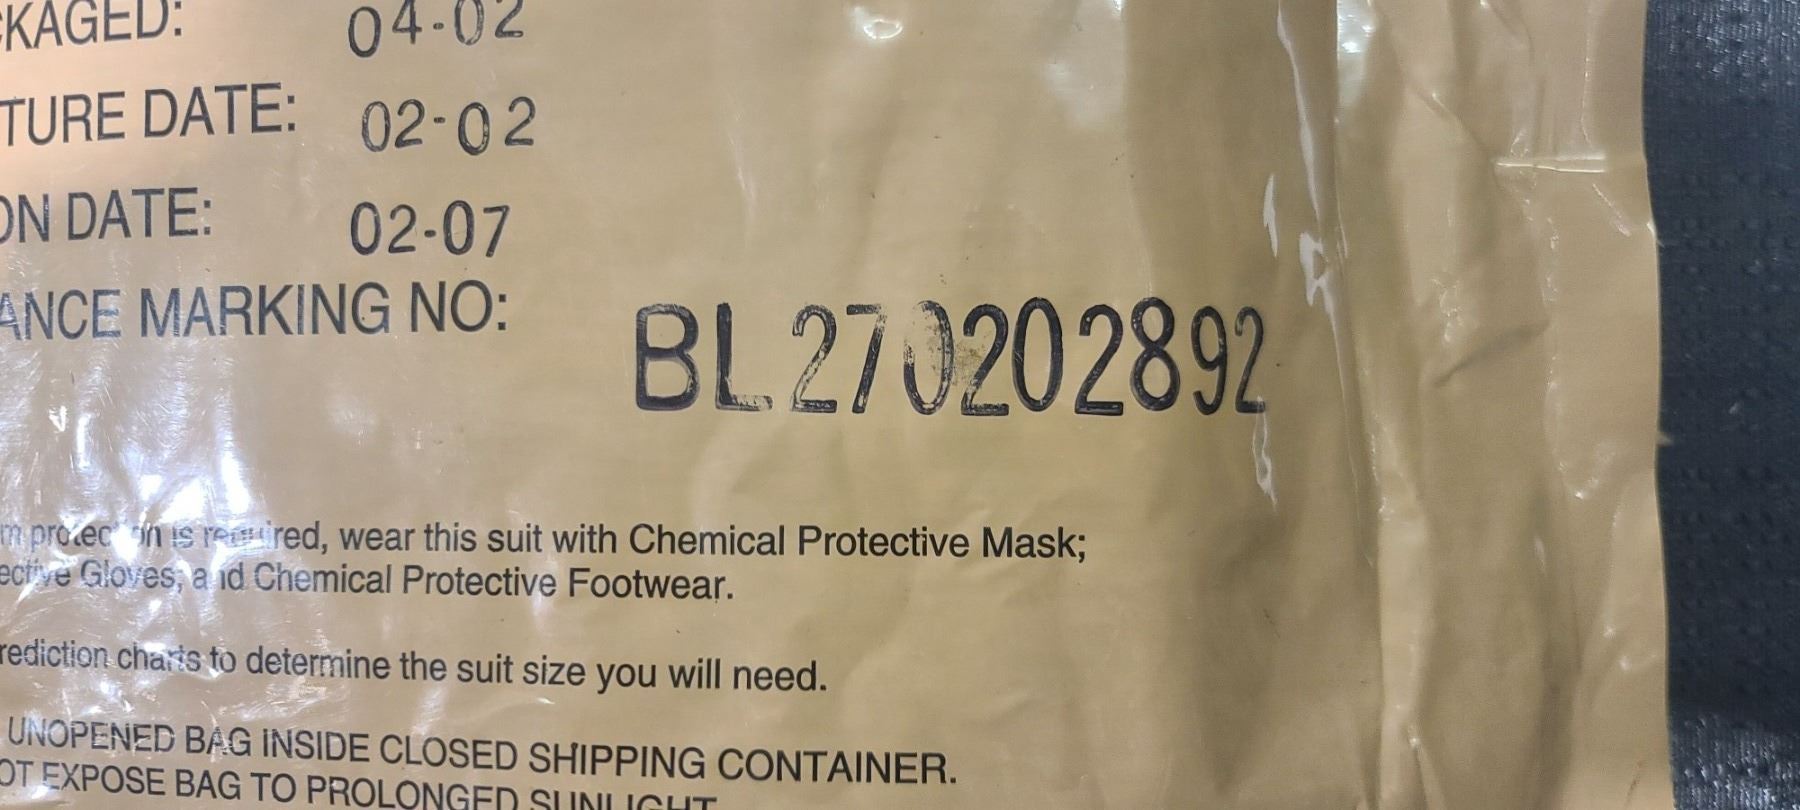 KAGED: 04-02
TURE DATE: 02-02
ON DATE: 02-07
ANCE MARKING NO: BL270202892
m protection is required, wear this suit with Chemical Protective Mask;
ective Gloves, and Chemical Protective Footwear.
rediction charts to determine the suit size you will need.
UNOPENED BAG INSIDE CLOSED SHIPPING CONTAINER.
OT EXPOSE BAG TO PROLONGED SUNLIGHT